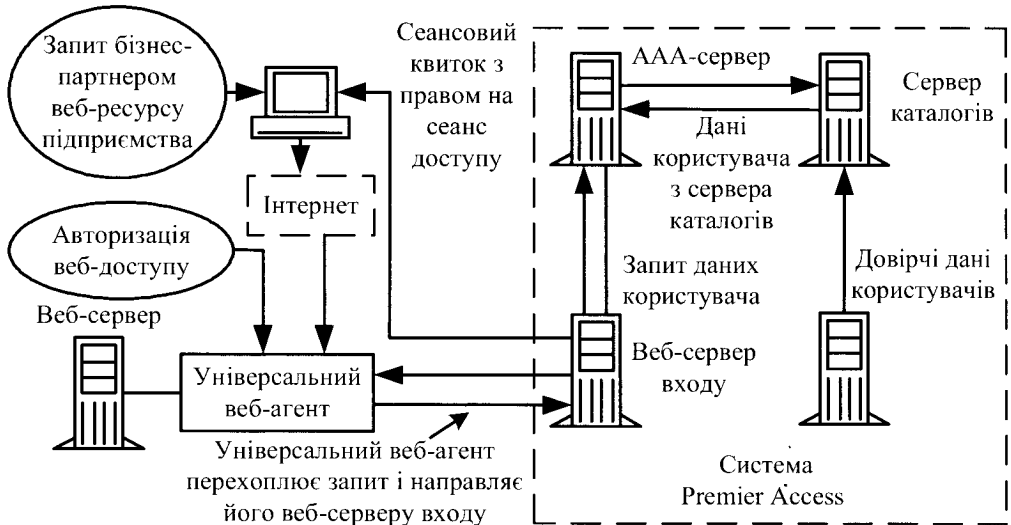 Запит бізнес-
партнером
веб-ресурсу
підприємства
Сеансовий
квиток з
правом на
сеанс
доступу
ААА-сервер
Сервер
каталогів
Дані
користувача
з сервера
каталогів
Інтернет
Авторизація
веб-доступу
Запит даних
користувача
Довірчі дані
користувачів
Веб-сервер
Універсальний
веб-агент
Веб-сервер
входу
Універсальний веб-агент
перехоплює запит і направляє
його веб-серверу входу
Система
Premier Access